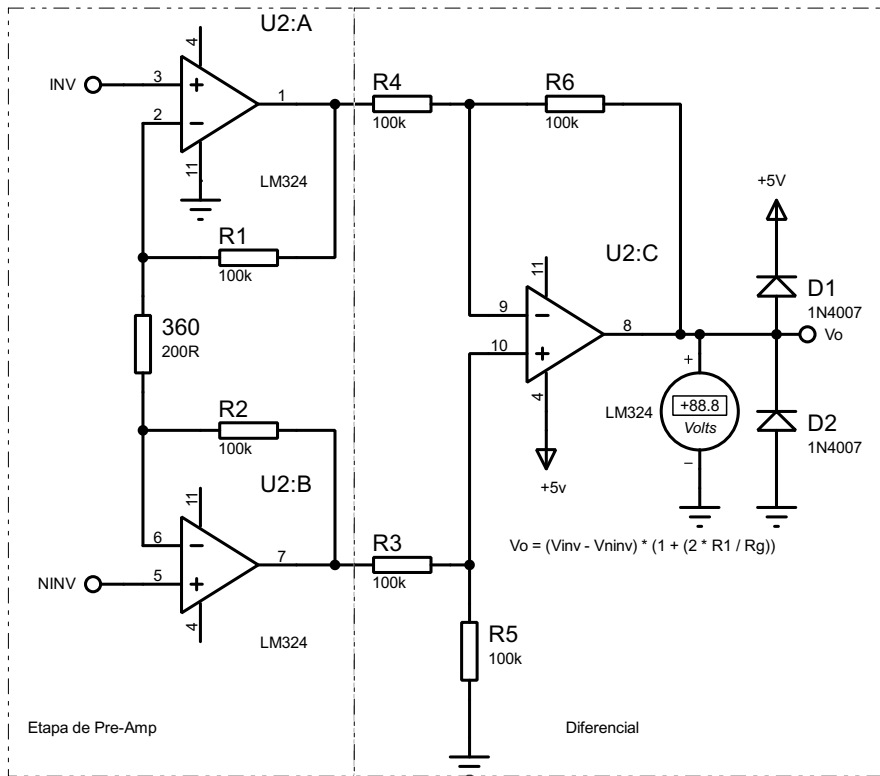 U2:A
4
INV
3
+
1
2
−
11
LM324
R4
100k
R6
100k
R1
100k
+5V
U2:C
11
9
−
8
10
+
4
LM324
+5v
D1
1N4007
Vo
360
200R
+
+88.8
Volts
−
D2
1N4007
R2
100k
U2:B
11
6
−
7
NINV
5
+
4
LM324
R3
100k
Vo = (Vinv - Vninv) * (1 + (2 * R1 / Rg))
R5
100k
Etapa de Pre-Amp
Diferencial